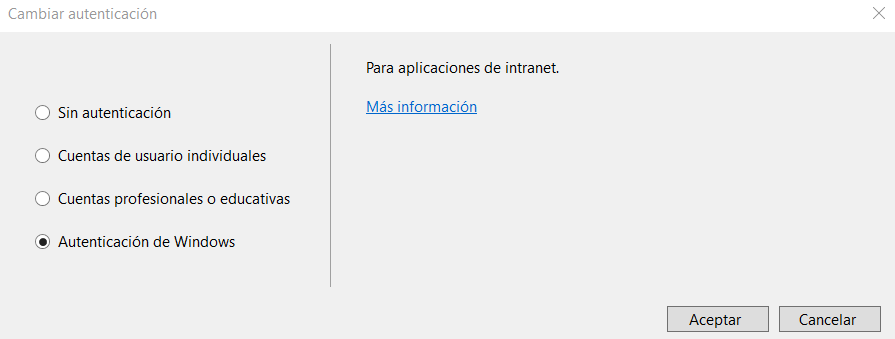 Cambiar autenticación
Para aplicaciones de intranet.
Más información
Sin autenticación
Cuentas de usuario individuales
Cuentas profesionales o educativas
Autenticación de Windows
Aceptar
Cancelar